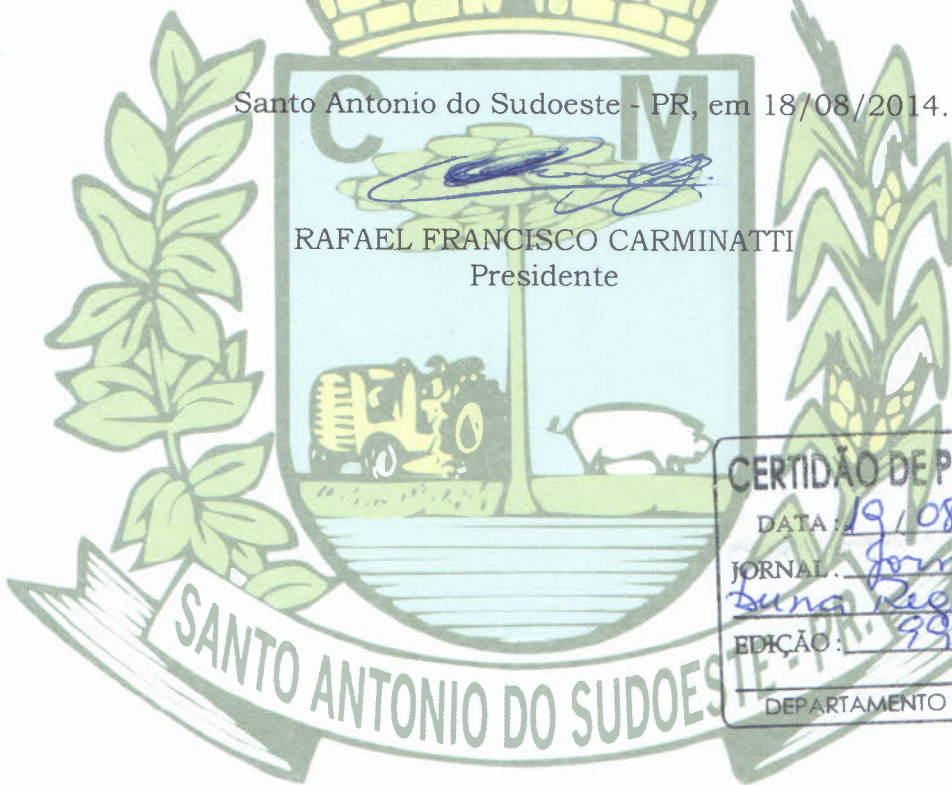 C M
Santo Antonio do Sudoeste - PR, em 18/08/2014.
RAFAEL FRANCISCO CARMINATTI
Presidente
CERTIDÃO DE P
DATA: 19 / 08
JORNAL:
EDIÇÃO: 99
DEPARTAMENTO
SANTO ANTONIO DO SUDOESTE - PR.